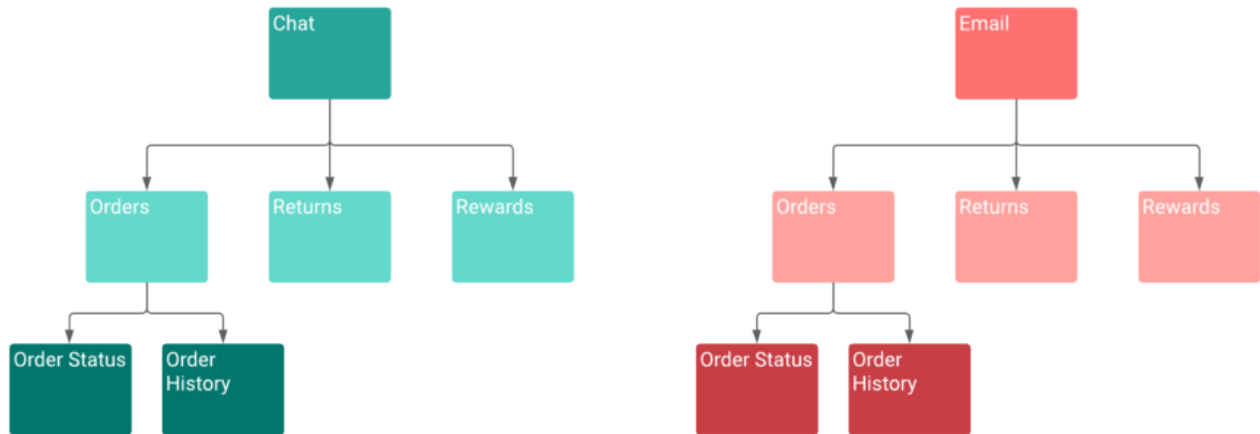 Chat
Email
Orders
Returns
Rewards
Orders
Returns
Rewards
Order Status
Order
History
Order Status
Order
History